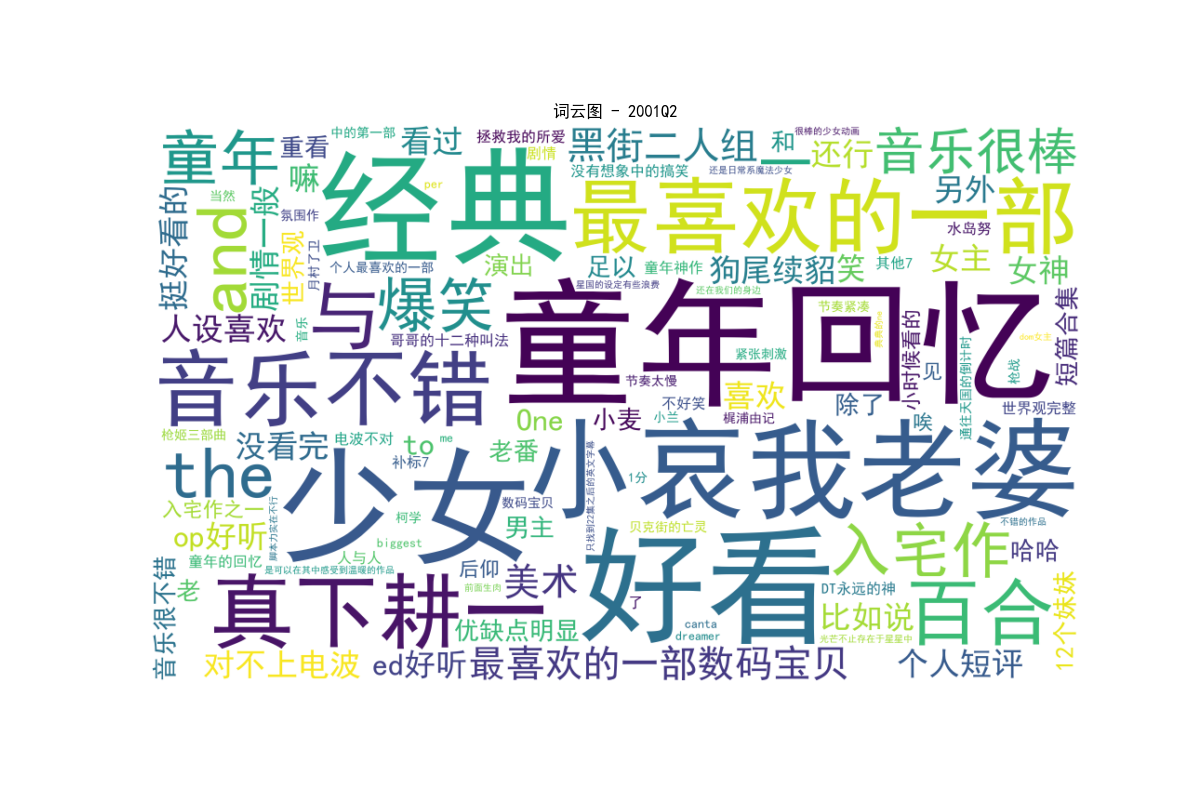 词云图 - 2001Q2
童年
重看
中的第一部
看过
拯救我的所爱
剧情
黑街二人组
和
一
很棒的少女动画
还行
音乐很棒
没有想象中的搞笑
还是日常系魔法少女
嘛
per
经典
最喜欢的一部
另外
水岛努
当然
氛围作
and
剧情一般
挺好看的
世界观
月村了卫
个人最喜欢的一部
演出
足以
童年神作
狗尾续貂
笑
其他7
女主
女神
星国的设定有些浪费
还在我们的身边
人设喜欢
音乐
与
爆笑
童年回忆
节奏紧凑
小时候看的
dom女主
短篇合集
哥哥的十二种叫法
紧张刺激
枪战
见
通往天国的倒计时
音乐不错
节奏太慢
喜欢
除了
世界观完整
One
小麦
不好笑
小兰
梶浦由记
唉
枪姬三部曲
没看完
电波不对
to
me
老番
the
补标7
少女
小哀我老婆
只找到22集之后的英文字幕
1分
入宅作之一
数码宝贝
op好听
脚本力实在不行
柯学
男主
贝克街的亡灵
不错的作品
biggest
童年的回忆
人与人
是可以在其中感受到温暖的作品
好看
入宅作
哈哈
音乐很不错
老
真下耕一
后仰
前面生肉
美术
了
DT永远的神
比如说
百合
12个妹妹
优缺点明显
canta
dreamer
光芒不止存在于星星中
对不上电波
ed好听
最喜欢的一部数码宝贝
个人短评